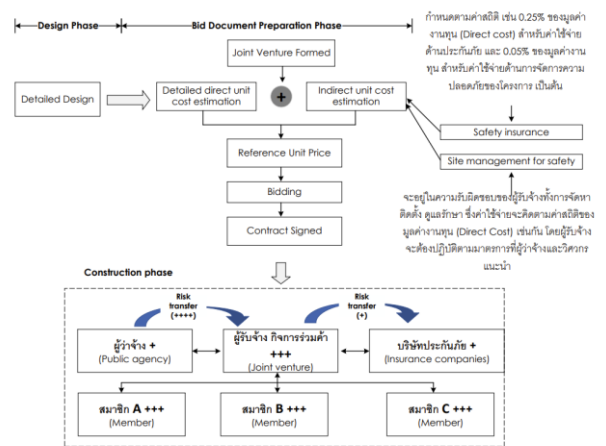 Design Phase
Bid Document Preparation Phase
กำหนดตามค่าสถิติ เช่น 0.25% ของมูลค่า
งานทุน (Direct cost) สำหรับค่าใช้จ่าย
ด้านประกันภัย และ 0.05% ของมูลค่างาน
ทุน สำหรับค่าใช้จ่ายด้านการจัดการความ
ปลอดภัยของโครงการ เป็นต้น
Joint Venture Formed
Detailed Design
Detailed direct unit
cost estimation
+
Indirect unit cost
estimation
Safety insurance
Site management for safety
Reference Unit Price
Bidding
Contract Signed
จะอยู่ในความรับผิดชอบของผู้รับจ้างทั้งการจัดหา
ติดตั้ง ดูแลรักษา ซึ่งค่าใช้จ่ายจะคิดตามค่าสถิติของ
มูลค่างานทุน (Direct Cost) เช่นกัน โดยผู้รับจ้าง
จะต้องปฏิบัติตามมาตรการที่ผู้ว่าจ้างและวิศวกร
แนะนำ
Construction phase
Risk
transfer
(++++)
Risk
transfer
(+)
ผู้ว่าจ้าง +
(Public agency)
ผู้รับจ้าง กิจการร่วมค้า
+++
(Joint venture)
บริษัทประกันภัย +
(Insurance companies)
สมาชิก A +++
(Member)
สมาชิก B +++
(Member)
สมาชิก C +++
(Member)